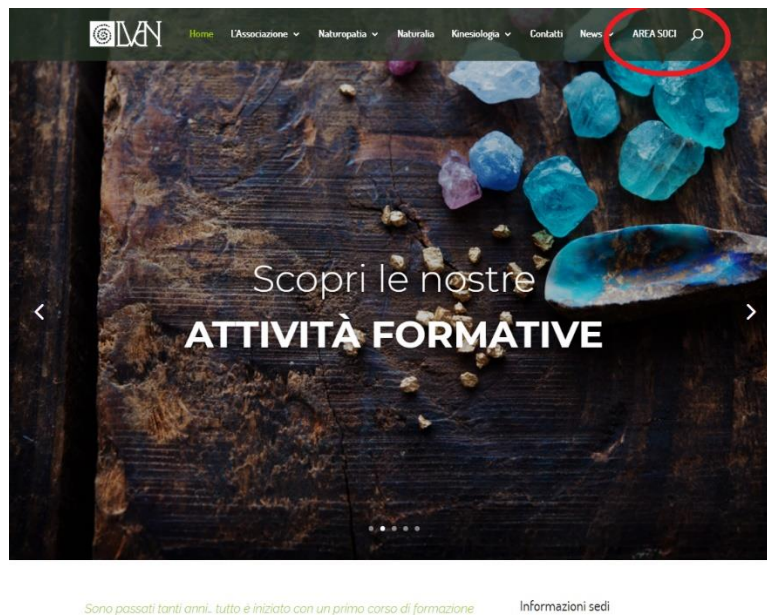 Home L'Associazione Naturopatia Naturalia Kinesiologia Contatti News AREA SOCI
Scopri le nostre
ATTIVITÀ FORMATIVE
Sono passati tanti anni.. tutto è iniziato con un primo corso di formazione
Informazioni sedi